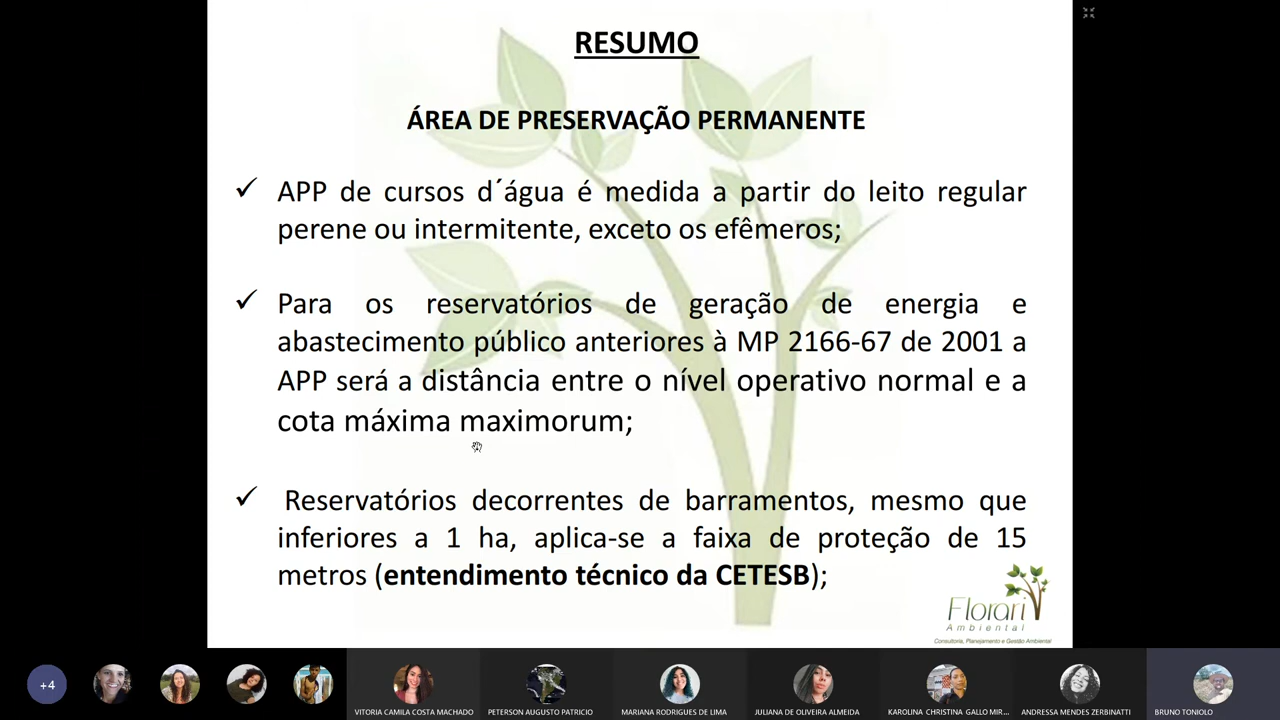 RESUMO
ÁREA DE PRESERVAÇÃO PERMANENTE
✓ APP de cursos d´água é medida a partir do leito regular
perene ou intermitente, exceto os efêmeros;
✓ Para os reservatórios de geração de energia e
abastecimento público anteriores à MP 2166-67 de 2001 a
APP será a distância entre o nível operativo normal e a
cota máxima maximorum;
✓ Reservatórios decorrentes de barramentos, mesmo que
inferiores a 1 ha, aplica-se a faixa de proteção de 15
metros (entendimento técnico da CETESB);
Florari
Ambiental
Consultoria, Planejamento e Gestão Ambiental
+4
VITORIA CAMILA COSTA MACHADO
PETERSON AUGUSTO PATRICIO
MARIANA RODRIGUES DE LIMA
JULIANA DE OLIVEIRA ALMEIDA
KAROLINA CHRISTINA GALLO MIR...
ANDRESSA MENDES ZERBINATTI
BRUNO TONIOLO